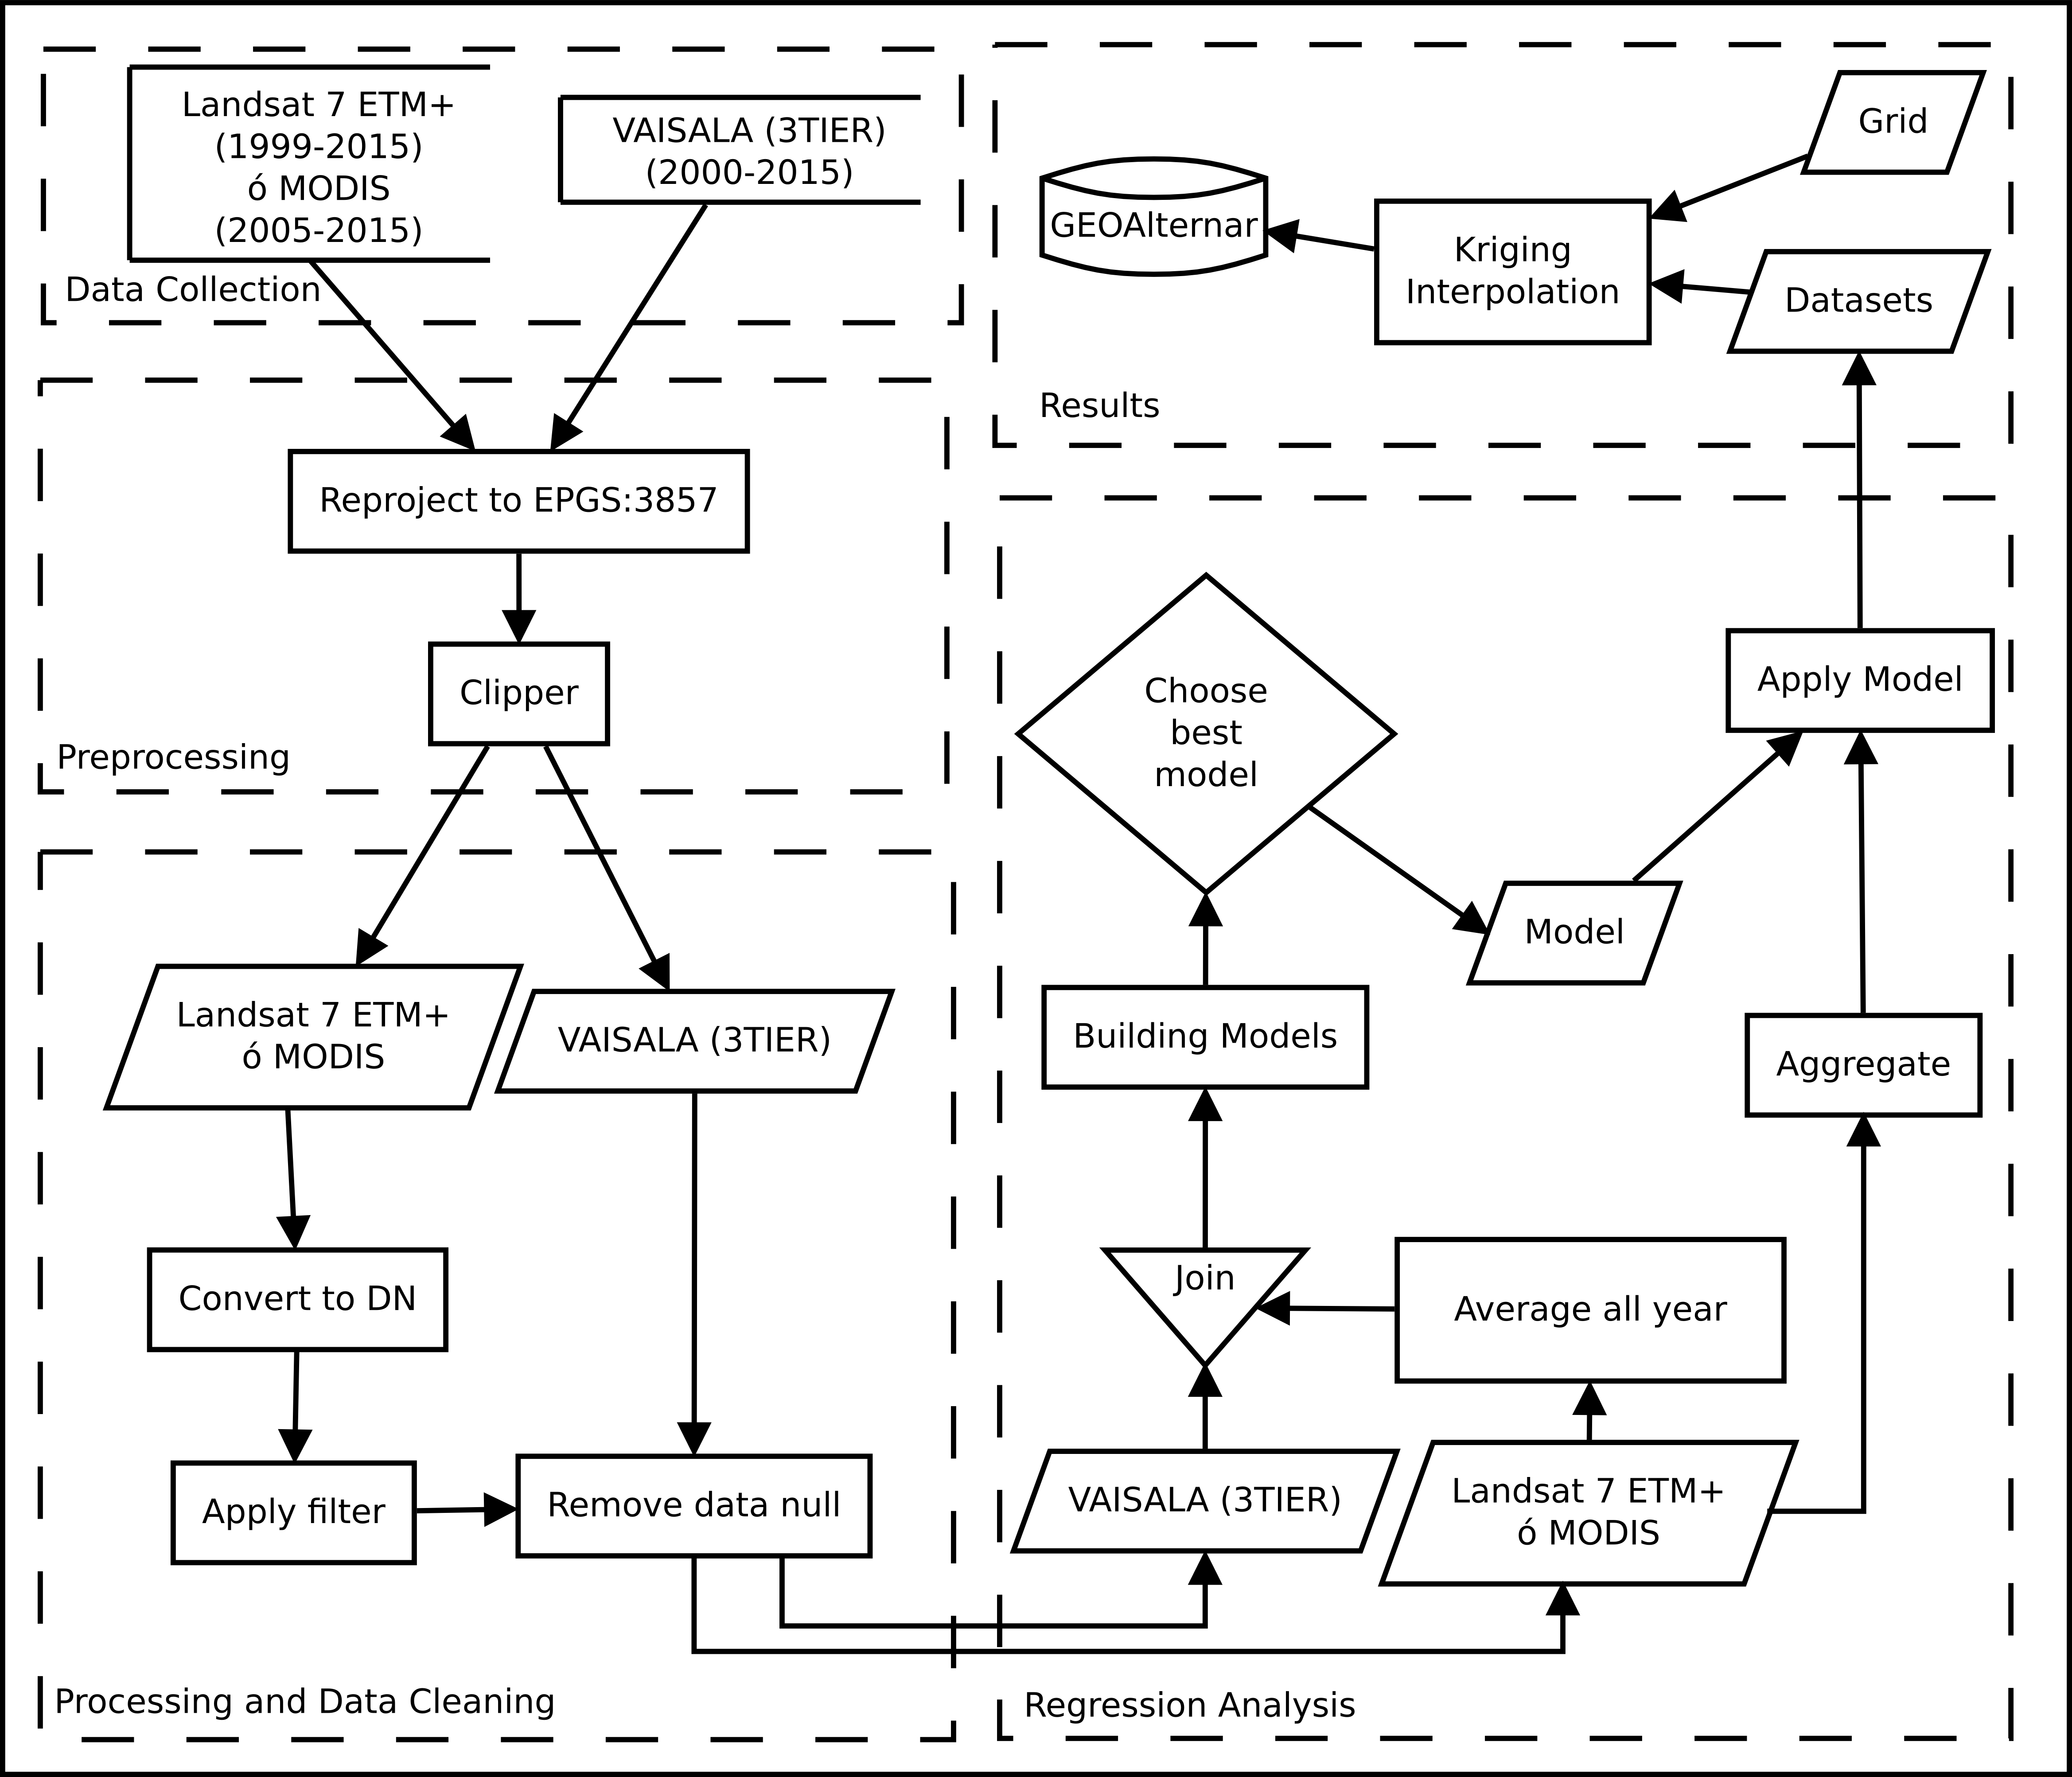 Landsat 7 ETM+
(1999-2015)
ó MODIS
(2005-2015)
VAISALA (3TIER)
(2000-2015)
Data Collection
Reproject to EPGS:3857
Clipper
Preprocessing
Landsat 7 ETM+
ó MODIS
VAISALA (3TIER)
Convert to DN
Apply filter
Remove data null
Processing and Data Cleaning
Grid
GEOAlternar
Kriging
Interpolation
Datasets
Results
Choose
best
model
Apply Model
Model
Building Models
Aggregate
Join
Average all year
VAISALA (3TIER)
Landsat 7 ETM+
ó MODIS
Regression Analysis